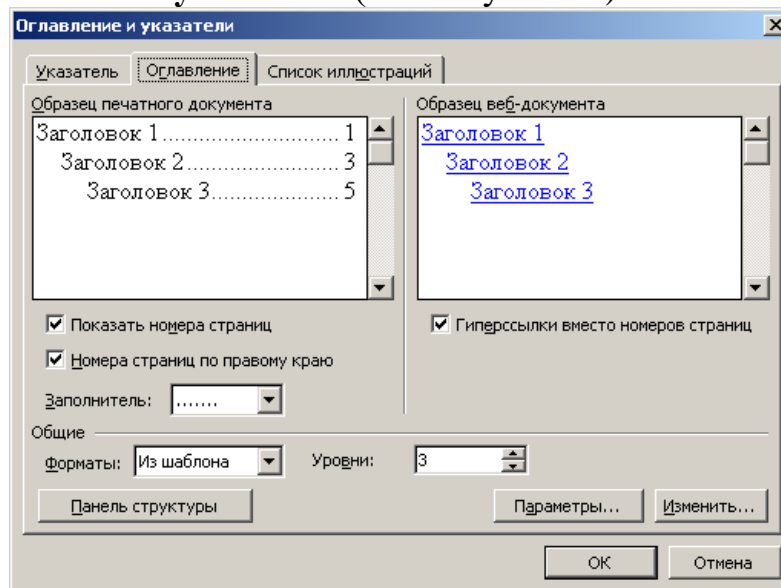 Оглавление и указатели
Указатель Оглавление Список иллюстраций
Образец печатного документа Образец веб-документа
Заголовок 1.......................... 1 Заголовок 1
Заголовок 2...................... 3 Заголовок 2
Заголовок 3.................. 5 Заголовок 3
Показать номера страниц Гиперссылки вместо номеров страниц
Номера страниц по правому краю
Заполнитель: .......
Общие
Форматы: Из шаблона Уровни: 3
Панель структуры Параметры... Изменить...
ОК Отмена